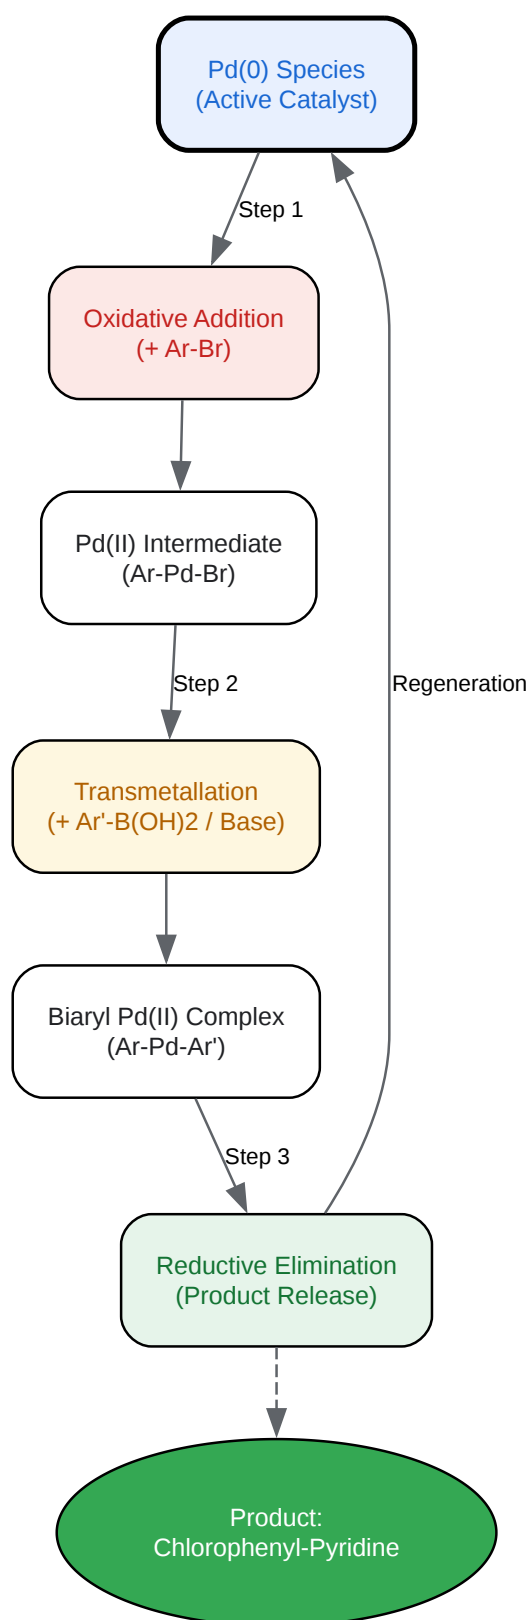 Pd(0) Species
(Active Catalyst)
Step 1
Oxidative Addition
(+ Ar-Br)
Pd(II) Intermediate
(Ar-Pd-Br)
Step 2
Regeneration
Transmetallation
(+ Ar'-B(OH)2 / Base)
Biaryl Pd(II) Complex
(Ar-Pd-Ar')
Step 3
Reductive Elimination
(Product Release)
Product:
Chlorophenyl-Pyridine